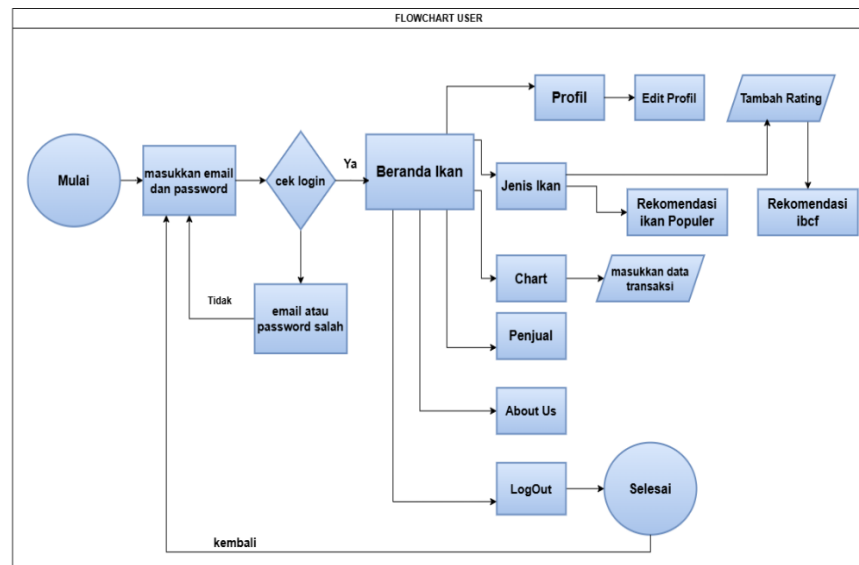 FLOWCHART USER
Mulai
masukkan email
dan password
cek login
Ya
Tidak
email atau
password salah
Beranda Ikan
Profil
Edit Profil
Jenis Ikan
Tambah Rating
Rekomendasi
ikan Populer
Rekomendasi
ibcf
Chart
masukkan data
transaksi
Penjual
About Us
LogOut
Selesai
kembali